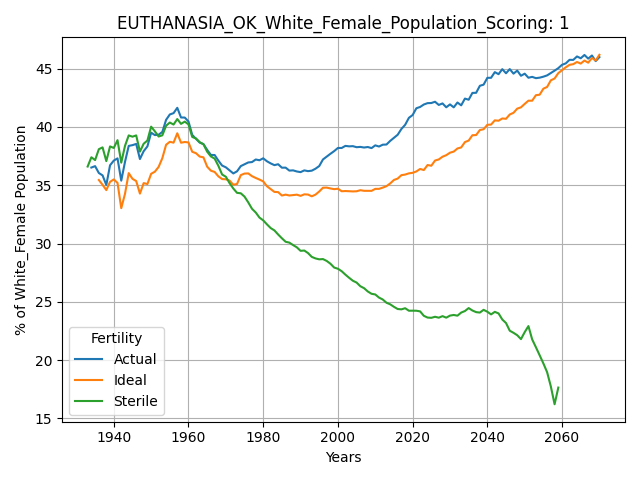 EUTHANASIA_OK_White_Female_Population_Scoring: 1
% of White_Female Population
45
40
35
30
25
20
15
Fertility
Actual
Ideal
Sterile
1940 1960 1980 2000 2020 2040 2060
Years